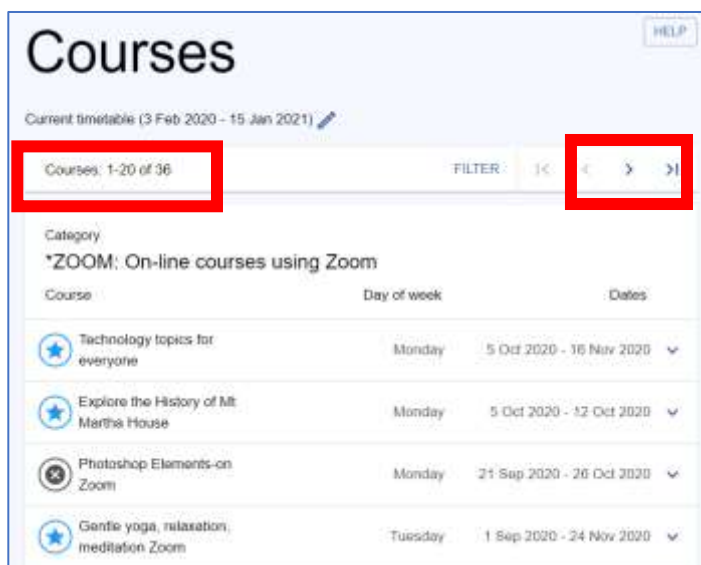 HELP
Courses
Current timetable (3 Feb 2020 - 15 Jan 2021)
Courses: 1-20 of 36 FILTER
Category
*ZOOM: On-line courses using Zoom
Course Day of week Dates
Technology topics for
everyone
Monday 5 Oct 2020 - 16 Nov 2020
Explore the History of Mt
Martha House
Monday 5 Oct 2020 - 12 Oct 2020
Photoshop Elements-on
Zoom
Monday 21 Sep 2020 - 26 Oct 2020
Gentle yoga, relaxation,
meditation Zoom
Tuesday 1 Sep 2020 - 24 Nov 2020